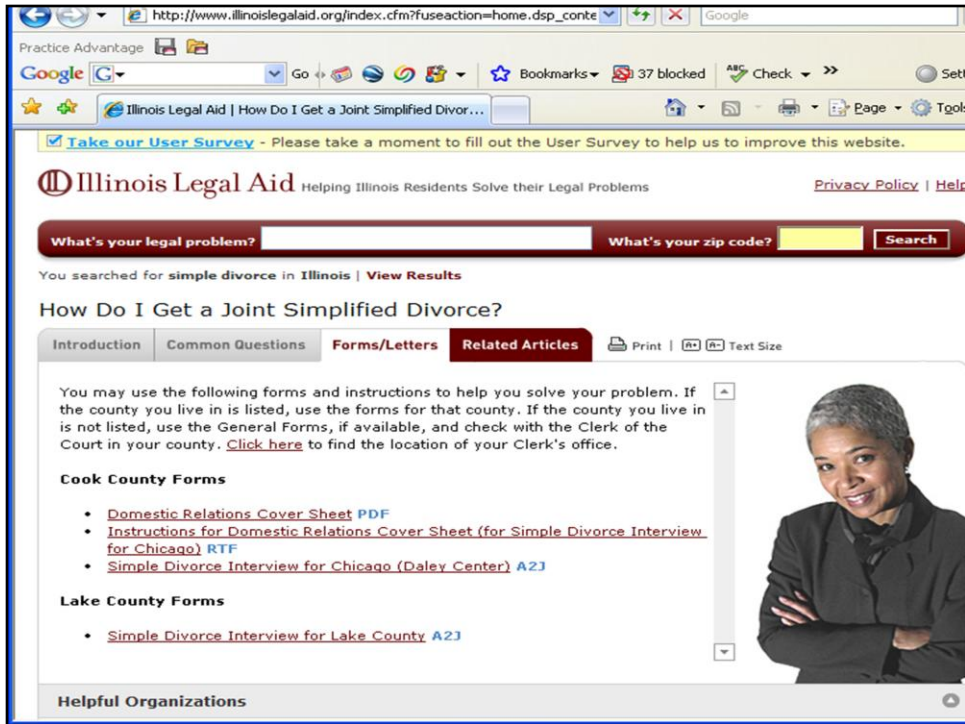 http://www.illinoislegalaid.org/index.cfm?fuseaction=home.dsp_conte
Google
Practice Advantage
Google G Go Bookmarks 37 blocked ABC Check » Sett
Illinois Legal Aid | How Do I Get a Joint Simplified Divor... Page Tools
Take our User Survey - Please take a moment to fill out the User Survey to help us to improve this website.
Illinois Legal Aid Helping Illinois Residents Solve their Legal Problems Privacy Policy | Help
What's your legal problem? What's your zip code? Search
You searched for simple divorce in Illinois | View Results
How Do I Get a Joint Simplified Divorce?
Introduction Common Questions Forms/Letters Related Articles Print | A+ A- Text Size
You may use the following forms and instructions to help you solve your problem. If
the county you live in is listed, use the forms for that county. If the county you live in
is not listed, use the General Forms, if available, and check with the Clerk of the
Court in your county. Click here to find the location of your Clerk's office.
Cook County Forms
• Domestic Relations Cover Sheet PDF
• Instructions for Domestic Relations Cover Sheet (for Simple Divorce Interview
for Chicago) RTF
• Simple Divorce Interview for Chicago (Daley Center) A2J
Lake County Forms
• Simple Divorce Interview for Lake County A2J
Helpful Organizations